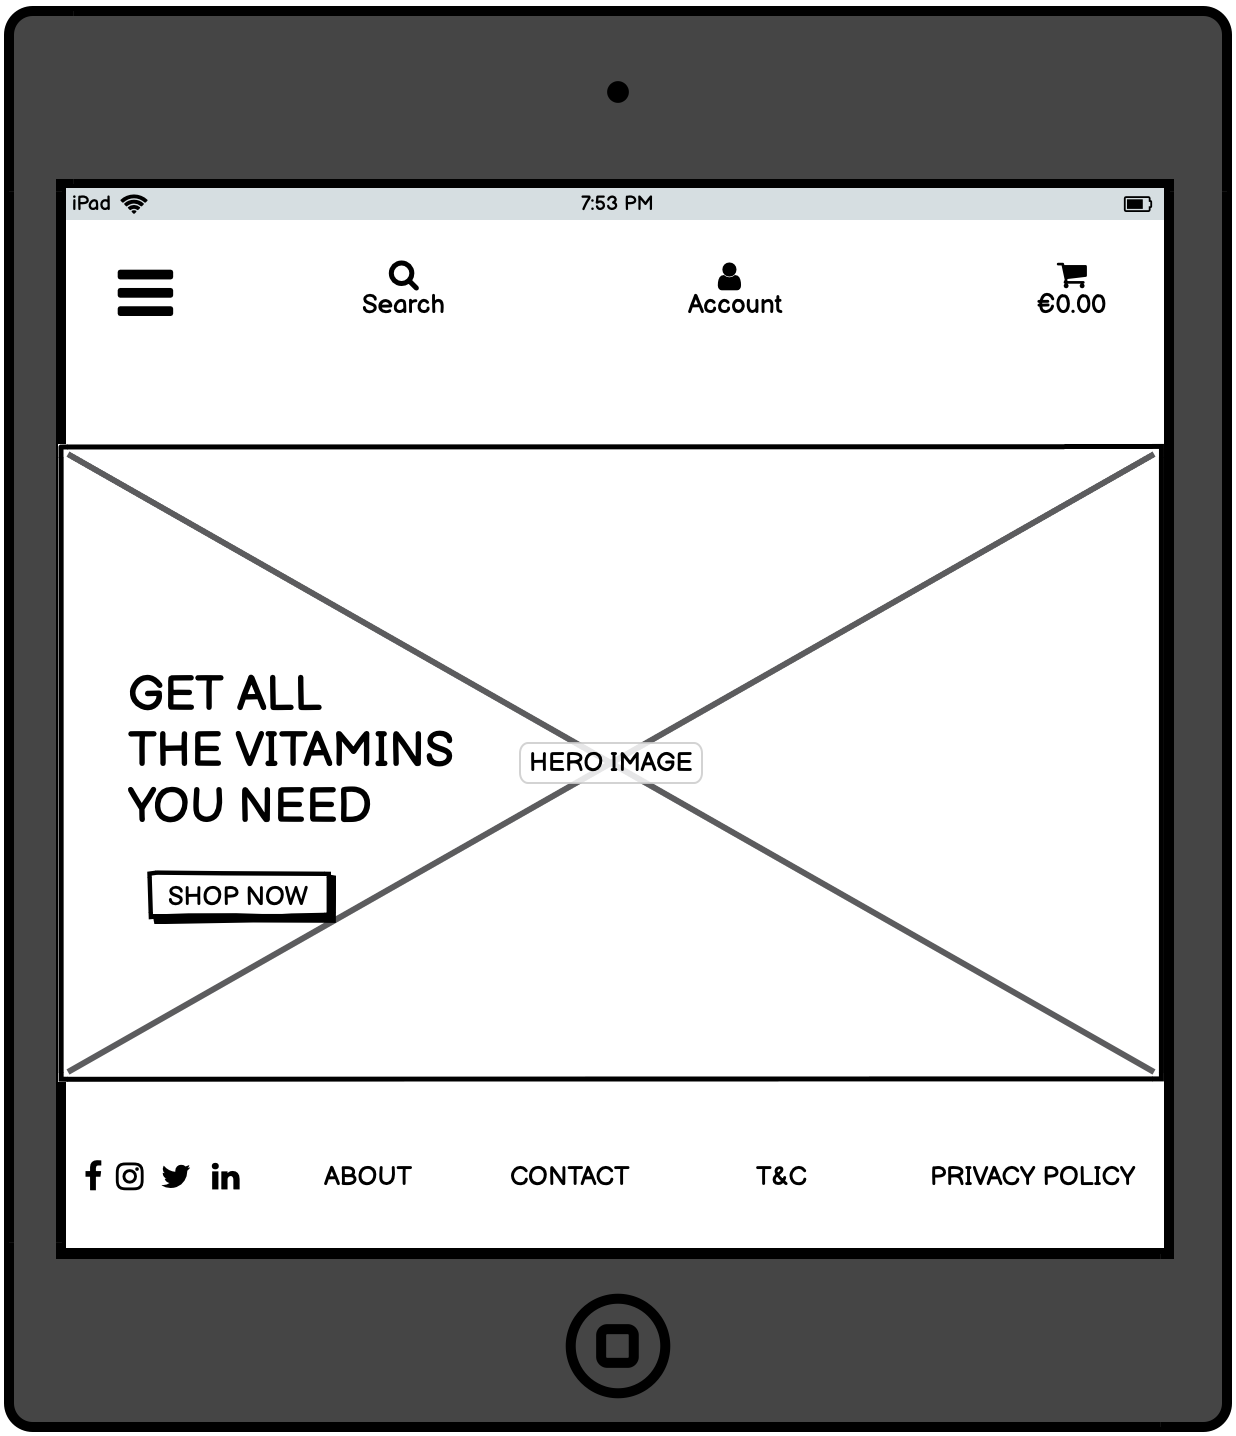 iPad 7:53 PM
Search Account €0.00
GET ALL
THE VITAMINS
YOU NEED
HERO IMAGE
SHOP NOW
ABOUT CONTACT T&C PRIVACY POLICY